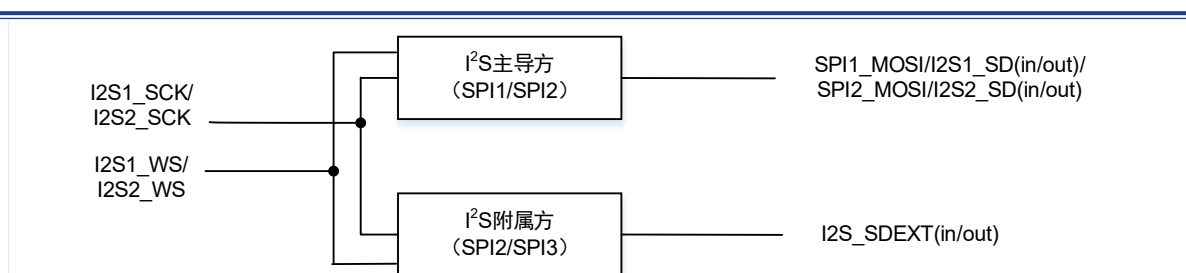 I2S1_SCK/
I2S2_SCK
I2S1_WS/
I2S2_WS
I²S主导方
（SPI1/SPI2）
SPI1_MOSI/I2S1_SD(in/out)/
SPI2_MOSI/I2S2_SD(in/out)
I²S附属方
（SPI2/SPI3）
I2S_SDEXT(in/out)